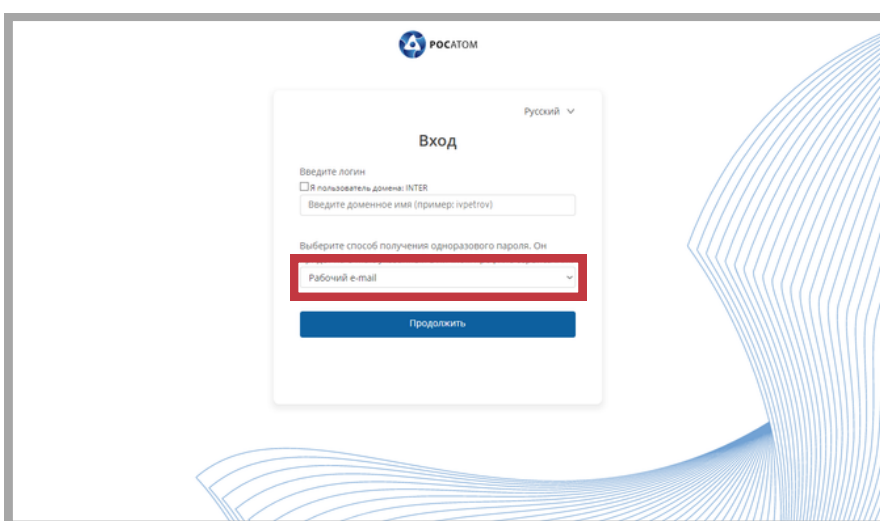 РОСАТОМ
Русский
Вход
Введите логин
Я пользователь домена: INTER
Введите доменное имя (пример: ivpetrov)
Выберите способ получения одноразового пароля. Он
Рабочий e-mail
Продолжить